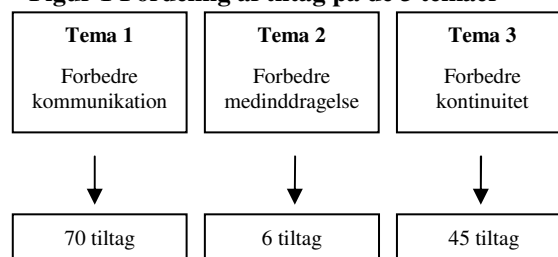 Figur 1 Fordeling af tiltag på de 3 temaer
Tema 1
Forbedre
kommunikation
Tema 2
Forbedre
medinddragelse
Tema 3
Forbedre
kontinuitet
70 tiltag
6 tiltag
45 tiltag